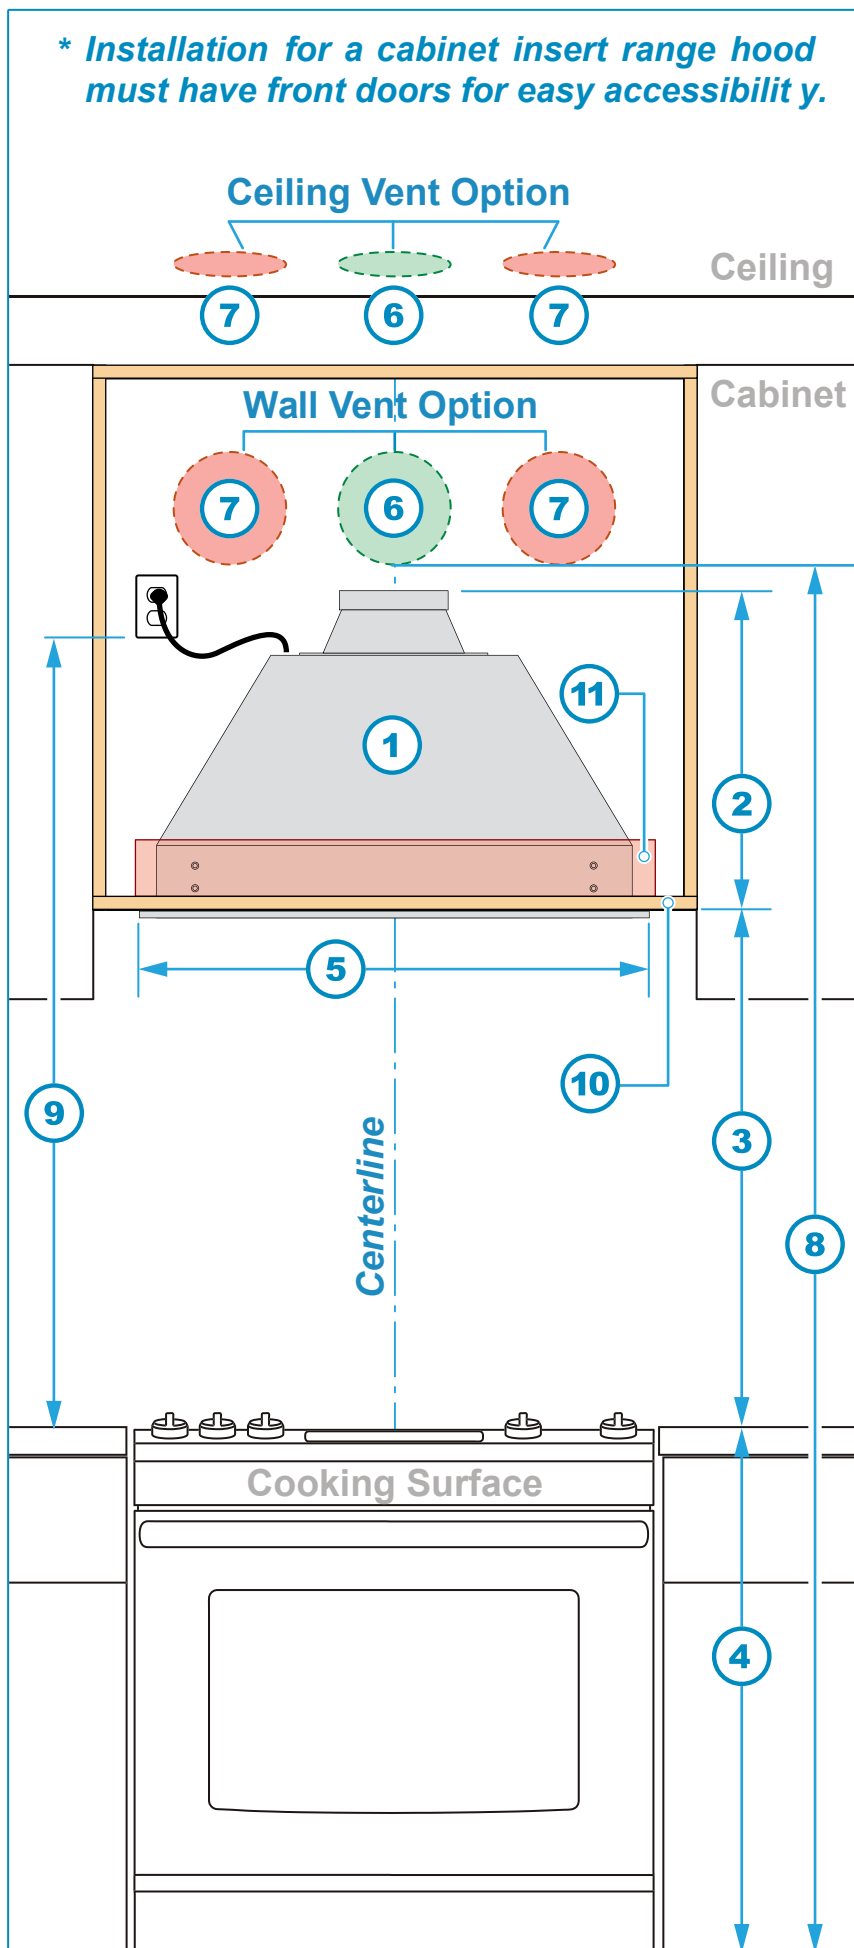 * Installation for a cabinet insert range hood
must have front doors for easy accessibilit y.
Ceiling Vent Option
Ceiling
7 6 7
Cabinet
Wall Vent Option
7 6 7
11
1
2
5
10
9
3
Centerline
8
Cooking Surface
4